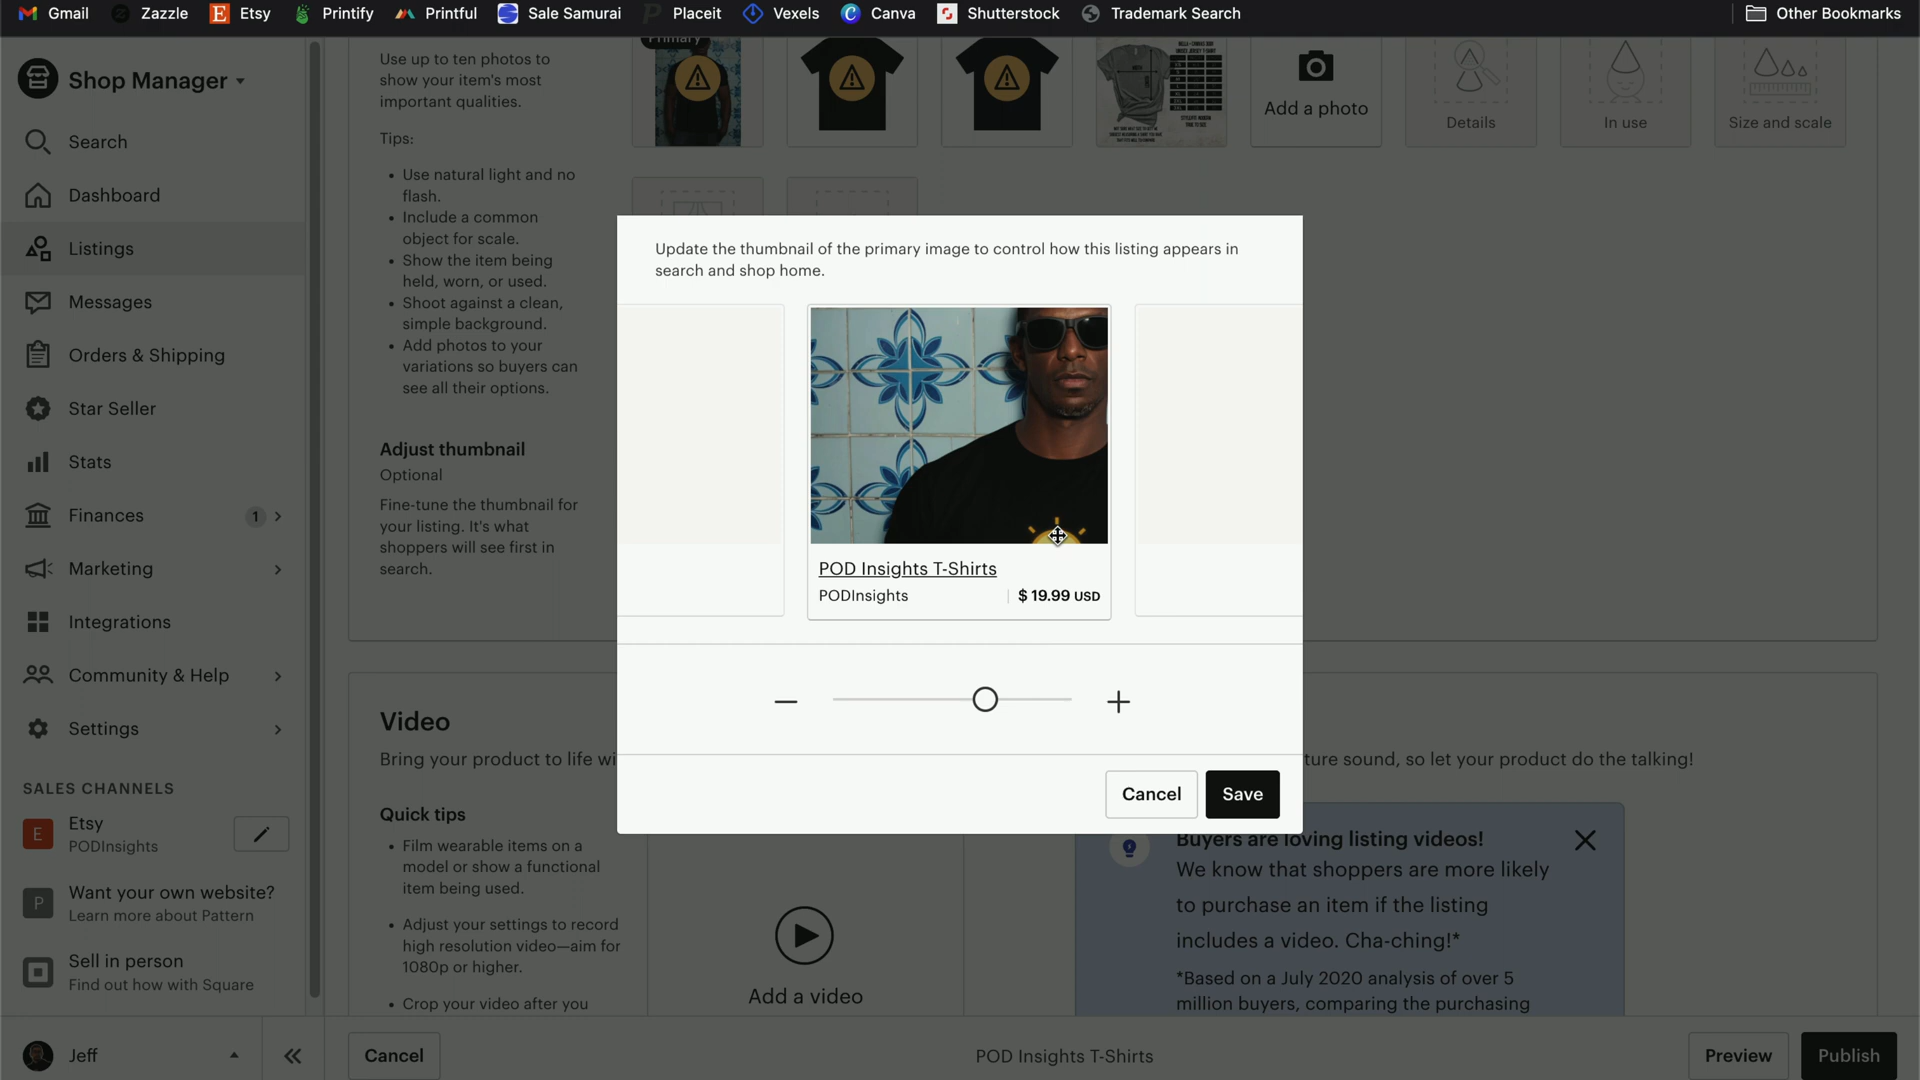 Gmail
Zazzle
Etsy
Printify
Printful
Sale Samurai
Placeit
Vexels
Canva
Shutterstock
Trademark Search
Other Bookmarks
Shop Manager
Search
Dashboard
Listings
Messages
Orders & Shipping
Star Seller
Stats
Finances 1
Marketing
Integrations
Community & Help
Settings
SALES CHANNELS
E
Etsy
PODInsights
P
Want your own website?
Learn more about Pattern
Sell in person
Find out how with Square
Jeff
Use up to ten photos to
show your item's most
important qualities.
Tips:
• Use natural light and no
flash.
• Include a common
object for scale.
• Show the item being
held, worn, or used.
• Shoot against a clean,
simple background.
• Add photos to your
variations so buyers can
see all their options.
Adjust thumbnail
Optional
Fine-tune the thumbnail for
your listing. It's what
shoppers will see first in
search.
Primary
Add a photo
Details
In use
Size and scale
Update the thumbnail of the primary image to control how this listing appears in
search and shop home.
POD Insights T-Shirts
PODInsights
$ 19.99 USD
Cancel
Save
Video
Bring your product to life wi
ture sound, so let your product do the talking!
Quick tips
• Film wearable items on a
model or show a functional
item being used.
• Adjust your settings to record
high resolution video—aim for
1080p or higher.
• Crop your video after you
Add a video
Buyers are loving listing videos!
We know that shoppers are more likely
to purchase an item if the listing
includes a video. Cha-ching!*
*Based on a July 2020 analysis of over 5
million buyers, comparing the purchasing
Cancel
POD Insights T-Shirts
Preview
Publish